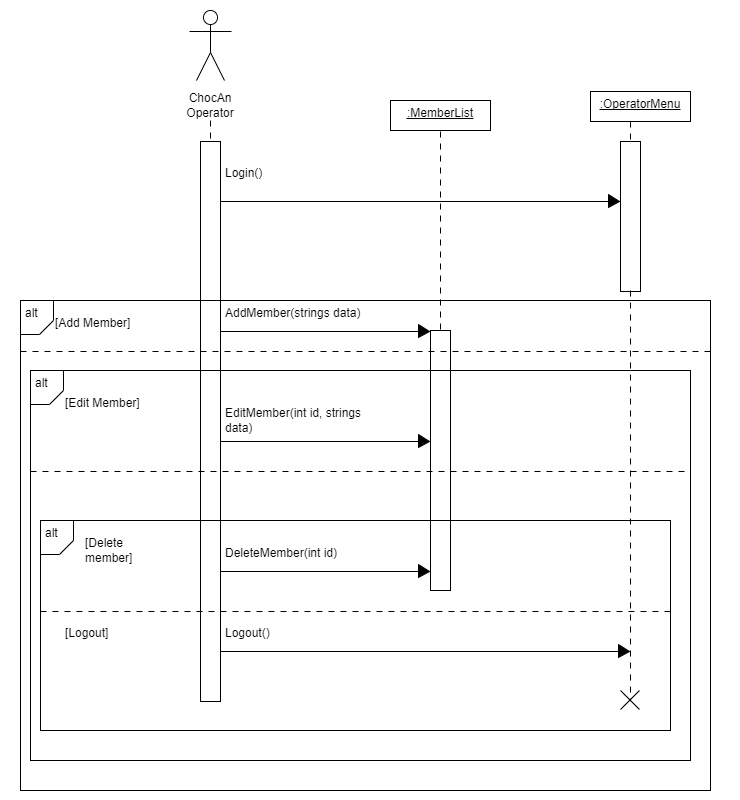 ChocAn
Operator
:MemberList
:OperatorMenu
Login()
alt
[Add Member]
AddMember(strings data)
alt
[Edit Member]
EditMember(int id, strings
data)
alt
[Delete
member]
DeleteMember(int id)
[Logout]
Logout()